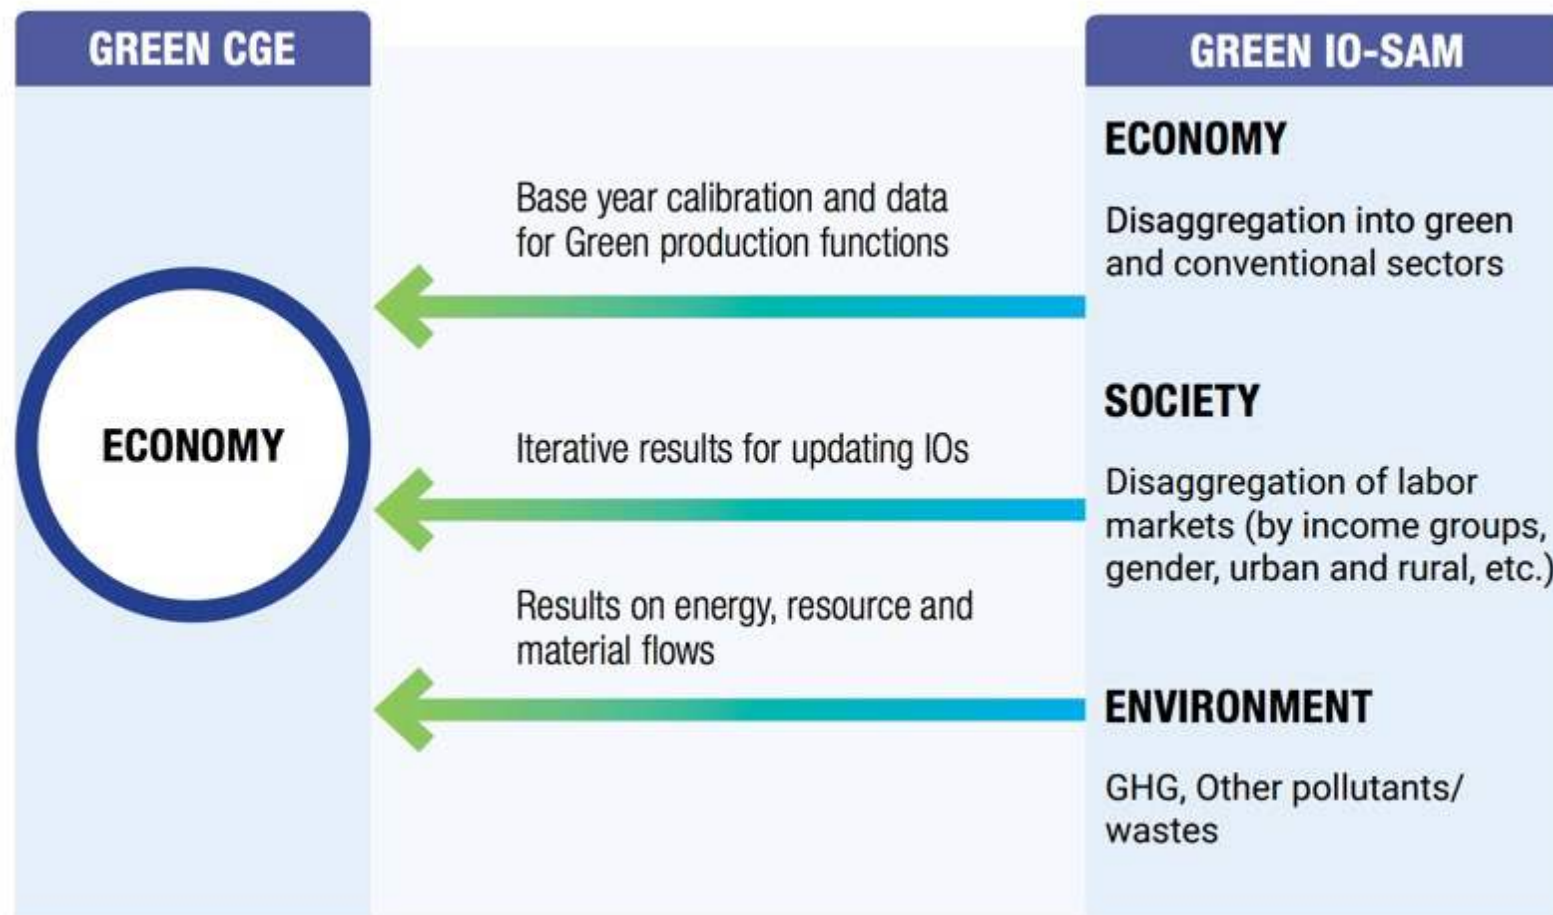 GREEN CGE
ECONOMY
Base year calibration and data
for Green production functions
Iterative results for updating IOs
Results on energy, resource and
material flows
GREEN IO-SAM
ECONOMY
Disaggregation into green
and conventional sectors
SOCIETY
Disaggregation of labor
markets (by income groups,
gender, urban and rural, etc.)
ENVIRONMENT
GHG, Other pollutants/
wastes